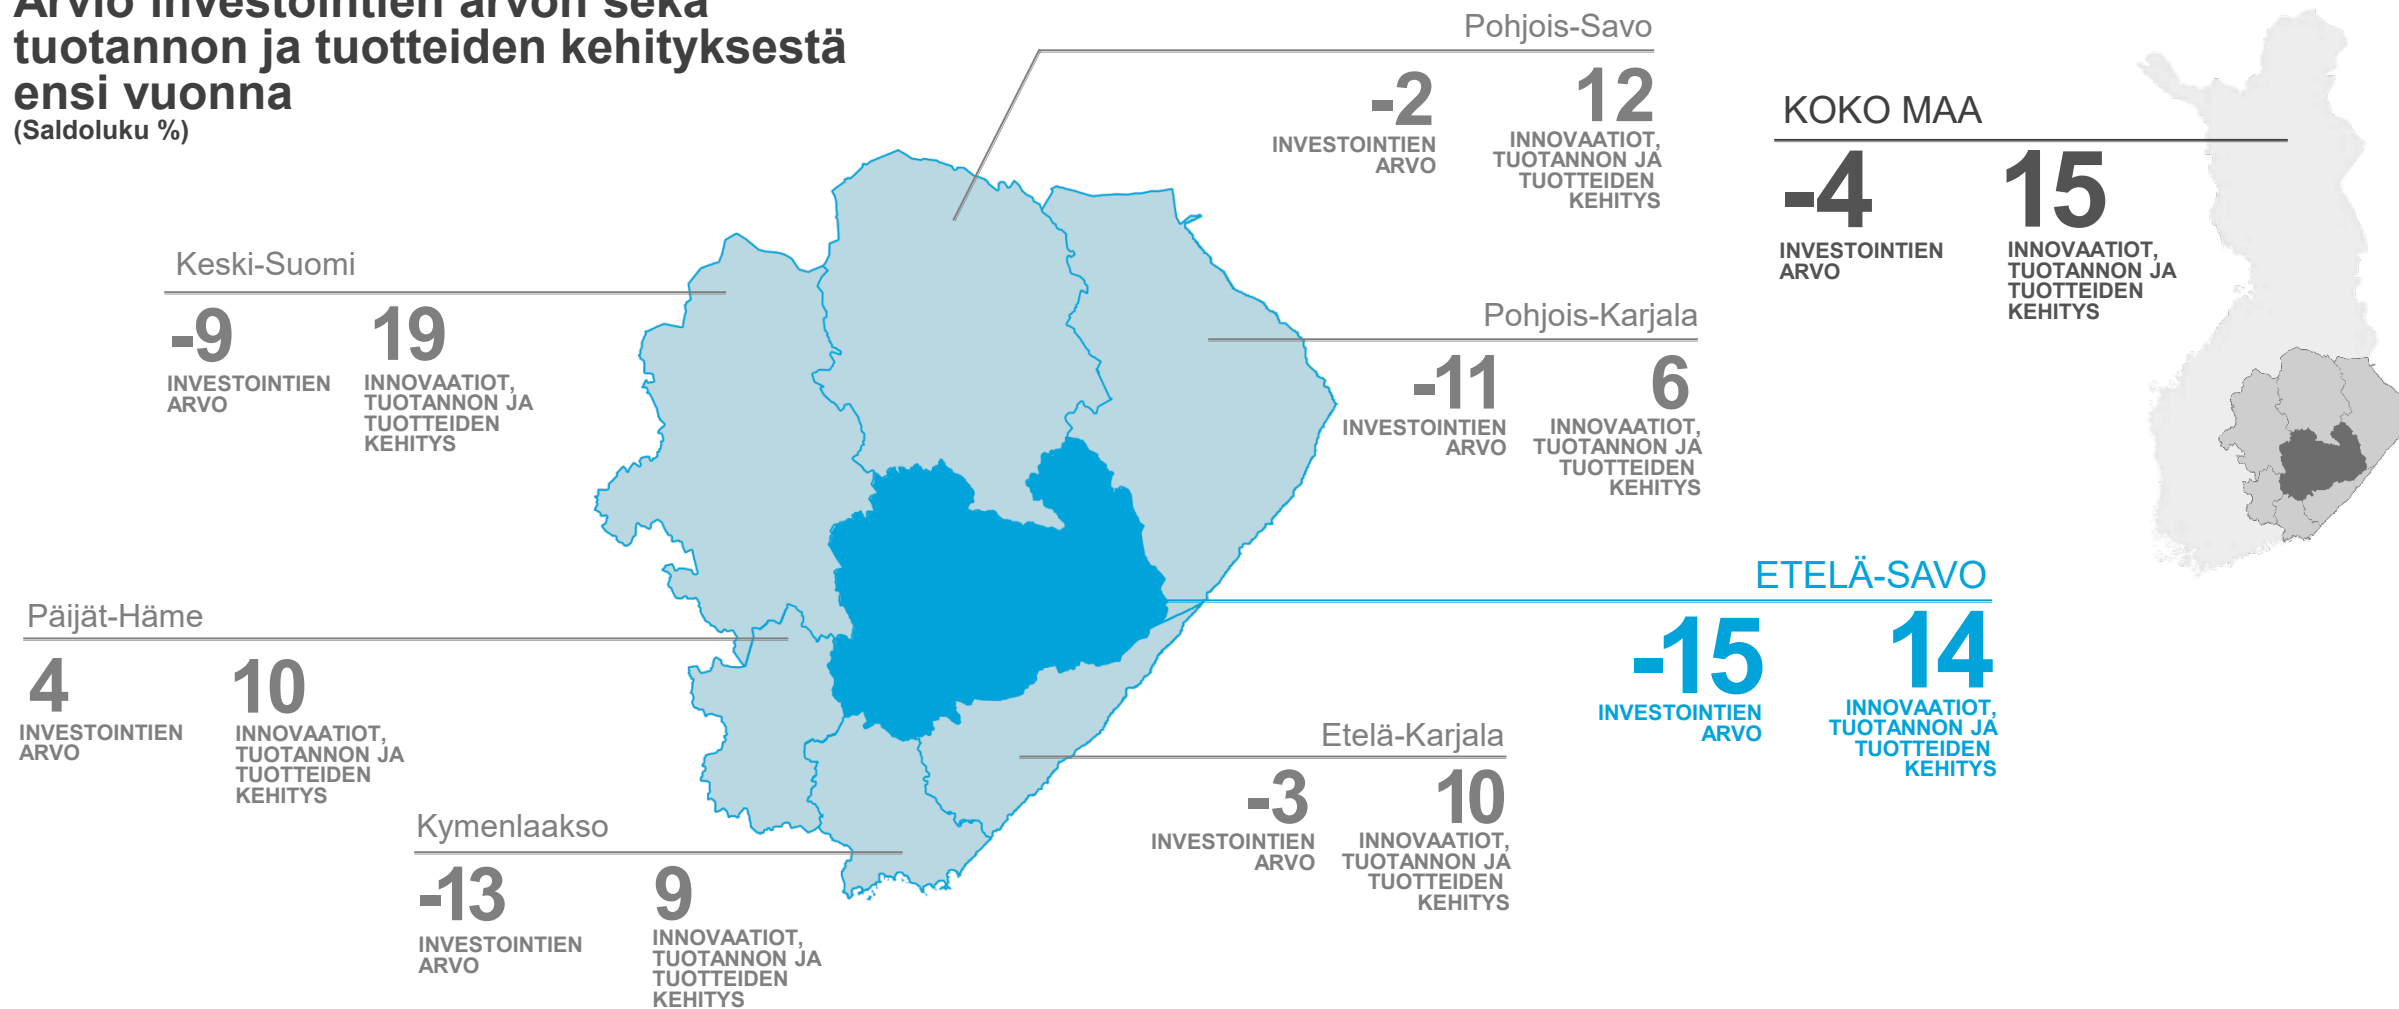 Arvio investointien arvon sekä
tuotannon ja tuotteiden kehityksestä
ensi vuonna
(Saldoluku %)
Pohjois-Savo
-2
INVESTOINTIEN
ARVO
12
INNOVAATIOT,
TUOTANNON JA
TUOTTEIDEN
KEHITYS
KOKO MAA
-4
INVESTOINTIEN
ARVO
15
INNOVAATIOT,
TUOTANNON JA
TUOTTEIDEN
KEHITYS
Keski-Suomi
-9
INVESTOINTIEN
ARVO
19
INNOVAATIOT,
TUOTANNON JA
TUOTTEIDEN
KEHITYS
Pohjois-Karjala
-11
INVESTOINTIEN
ARVO
6
INNOVAATIOT,
TUOTANNON JA
TUOTTEIDEN
KEHITYS
ETELÄ-SAVO
-15
INVESTOINTIEN
ARVO
14
INNOVAATIOT,
TUOTANNON JA
TUOTTEIDEN
KEHITYS
Päijät-Häme
4
INVESTOINTIEN
ARVO
10
INNOVAATIOT,
TUOTANNON JA
TUOTTEIDEN
KEHITYS
Etelä-Karjala
-3
INVESTOINTIEN
ARVO
10
INNOVAATIOT,
TUOTANNON JA
TUOTTEIDEN
KEHITYS
Kymenlaakso
-13
INVESTOINTIEN
ARVO
9
INNOVAATIOT,
TUOTANNON JA
TUOTTEIDEN
KEHITYS